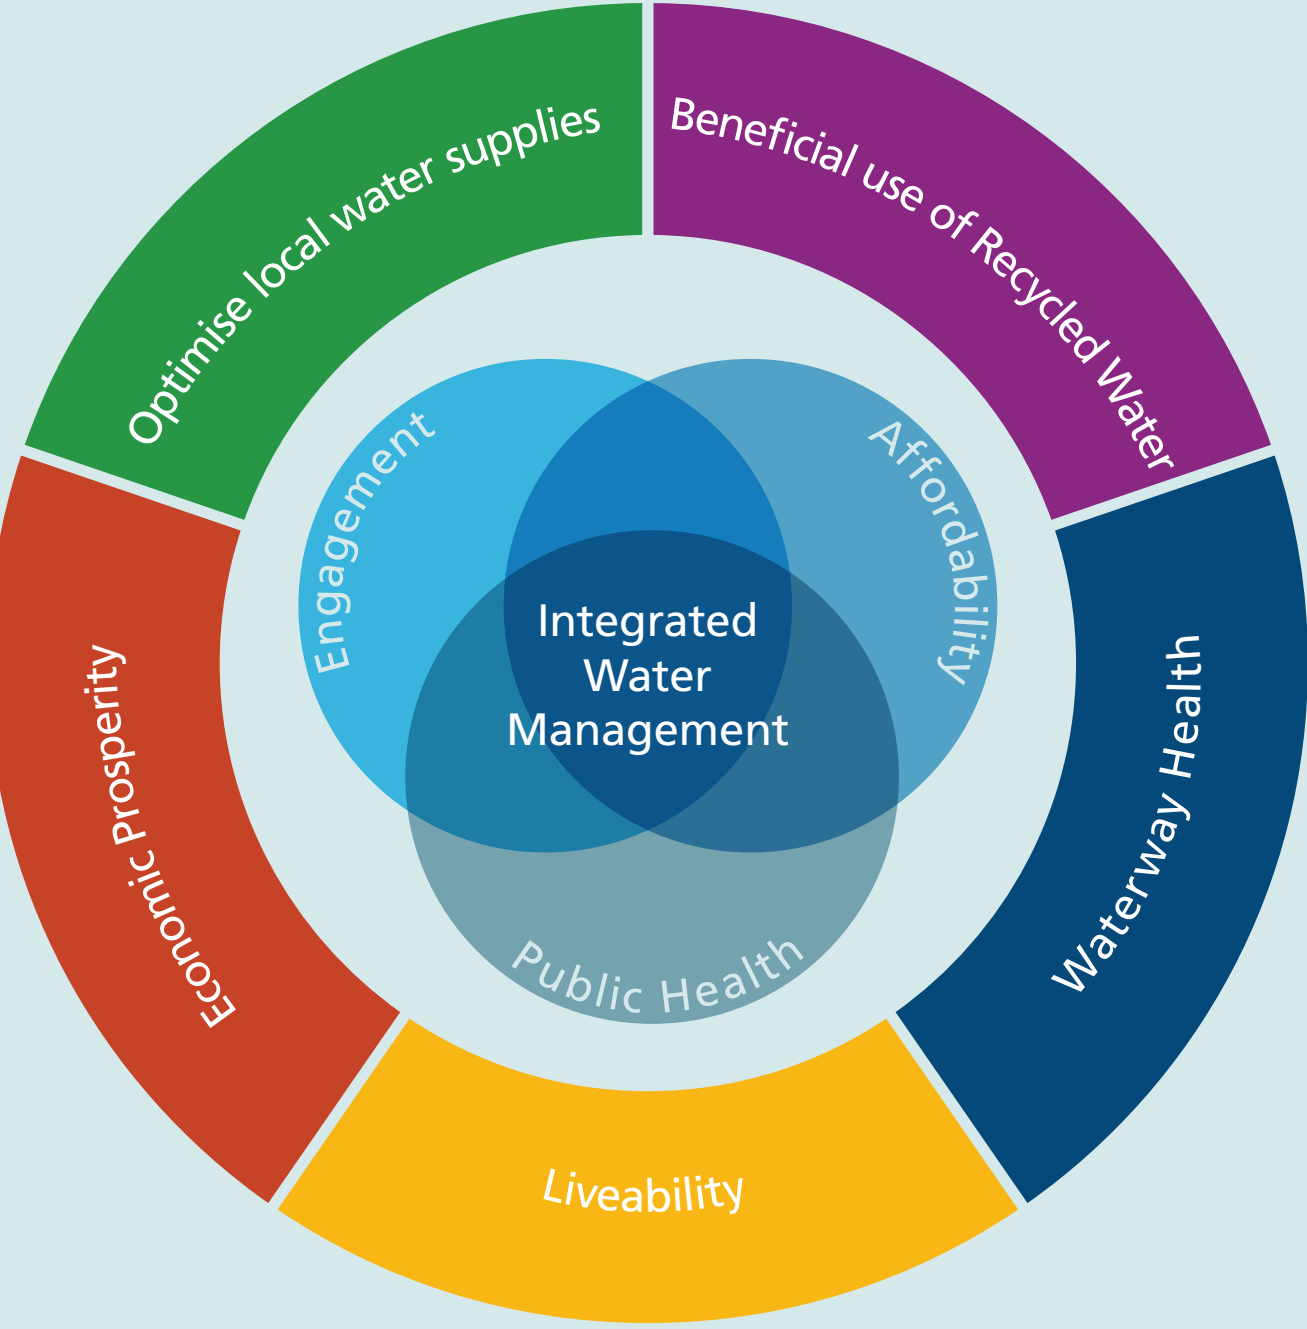 Optimise local water supplies
Beneficial use of Recycled Water
Engagement
Affordability
Integrated
Water
Management
Public Health
Economic Prosperity
Waterway Health
Liveability